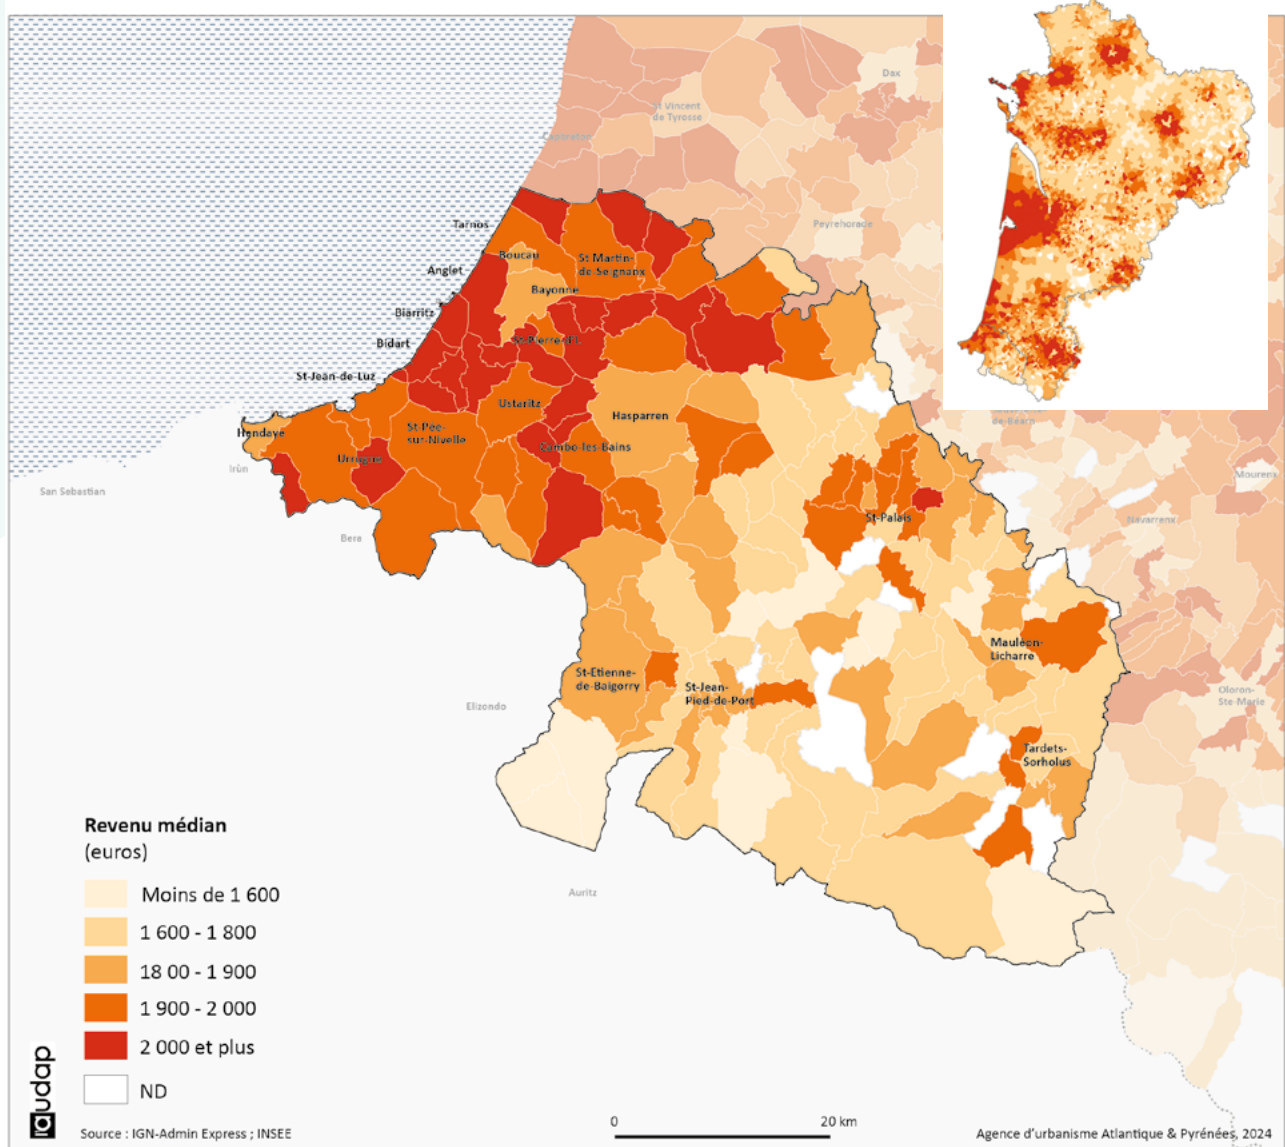 Dax
St Vincent
de Tyrosse
Capbreton
Peyrehorade
Tarnos
Boucau
St Martin-
de-Seignanx
Anglet
Bayonne
Biarritz
Bidart
St-Pierre-d'I.
St-Jean-de-Luz
Ustaritz
Hasparren
Hendaye
St-Pée-
sur-Nivelle
Cambo-les-Bains
Urrugne
Irùn
de-Béarn
Mourenx
San Sebastian
St-Palais
Navarrenx
Bera
Mauléon-
Licharre
St-Etienne-
de-Baigorry
St-Jean-
Pied-de-Port
Oloron-
Ste-Marie
Elizondo
Tardets-
Sorholus
Revenu médian
(euros)
Moins de 1 600
1 600 - 1 800
18 00 - 1 900
1 900 - 2 000
2 000 et plus
ND
Auritz
l'audap
Source : IGN-Admin Express ; INSEE
0 20 km
Agence d'urbanisme Atlantique & Pyrénées, 2024